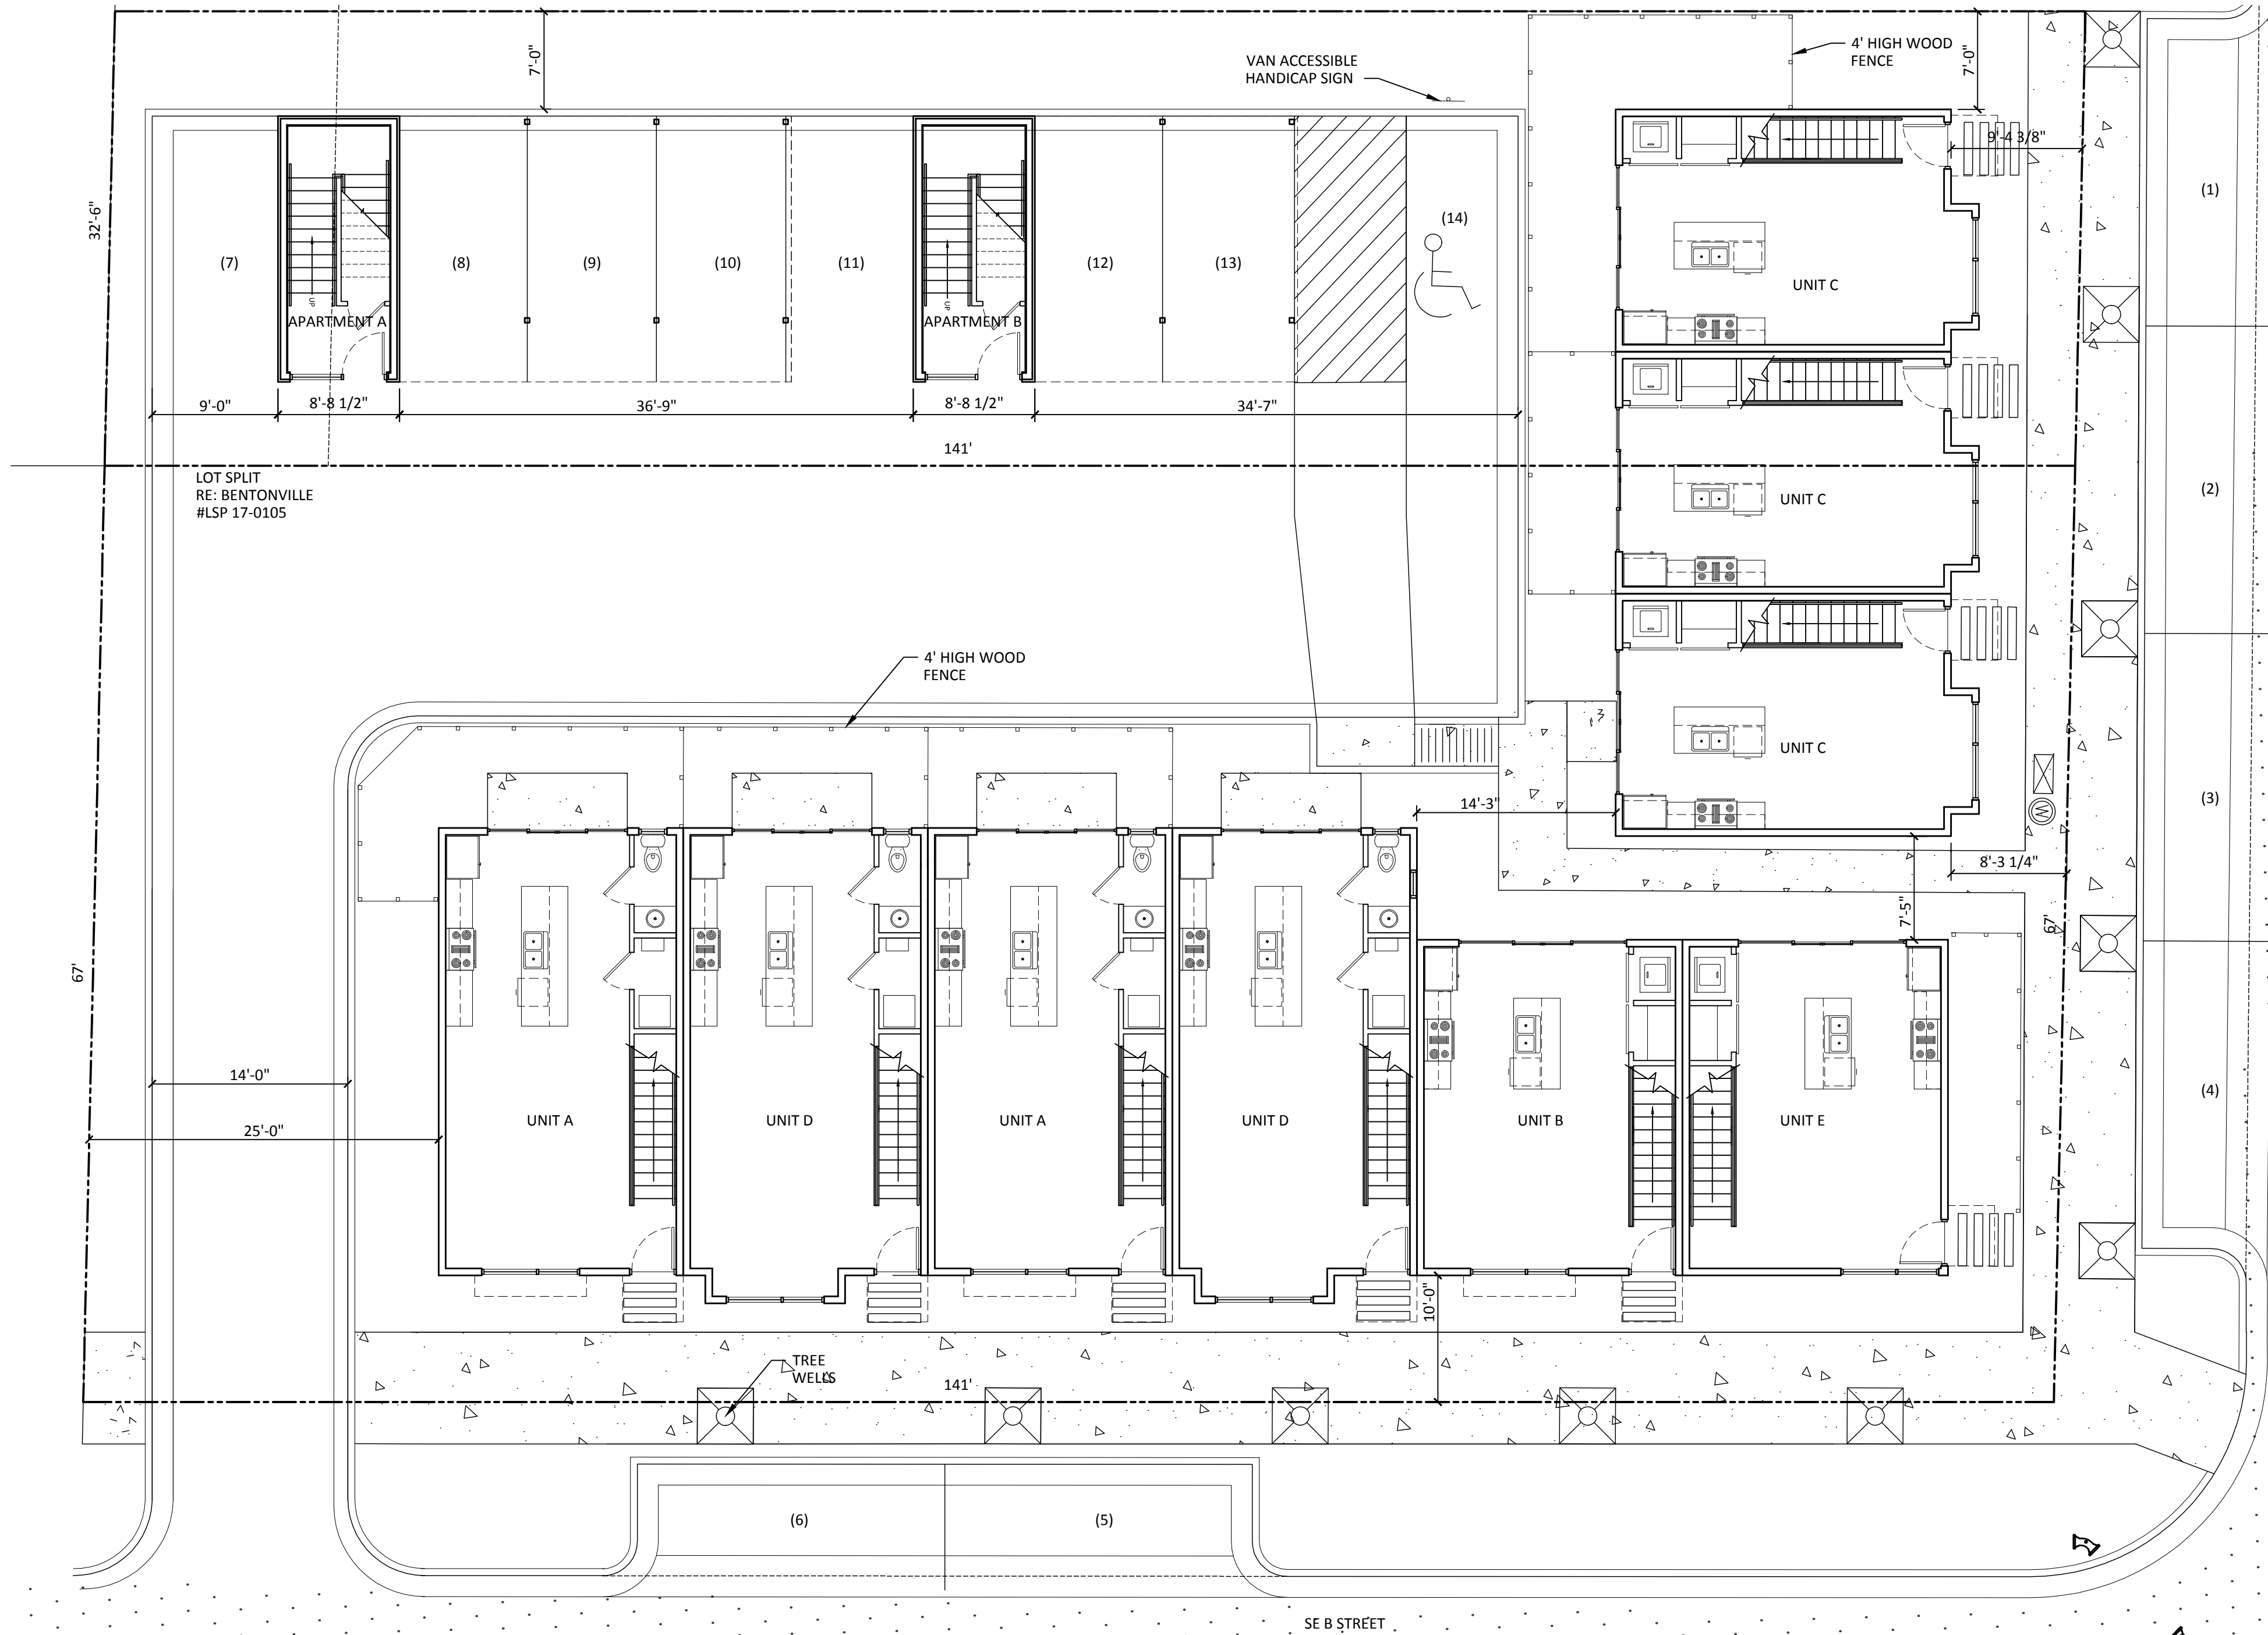 7'-0"
VAN ACCESSIBLE
HANDICAP SIGN
4' HIGH WOOD
FENCE
7'-0"
9'-4 3/8"
32'-6"
(1)
(14)
(7)
(8)
(9)
(10)
(11)
(12)
(13)
UNIT C
UP
UP
APARTMENT A
APARTMENT B
9'-0"
8'-8 1/2"
36'-9"
8'-8 1/2"
34'-7"
141'
LOT SPLIT
RE: BENTONVILLE
#LSP 17-0105
UNIT C
(2)
4' HIGH WOOD
FENCE
UNIT C
(3)
W
14'-3"
8'-3 1/4"
7'-5"
67'
67'
14'-0"
25'-0"
(4)
UNIT A
UNIT D
UNIT A
UNIT D
UNIT B
UNIT E
10'-0"
TREE
WELLS
141'
(6)
(5)
SE B STREET